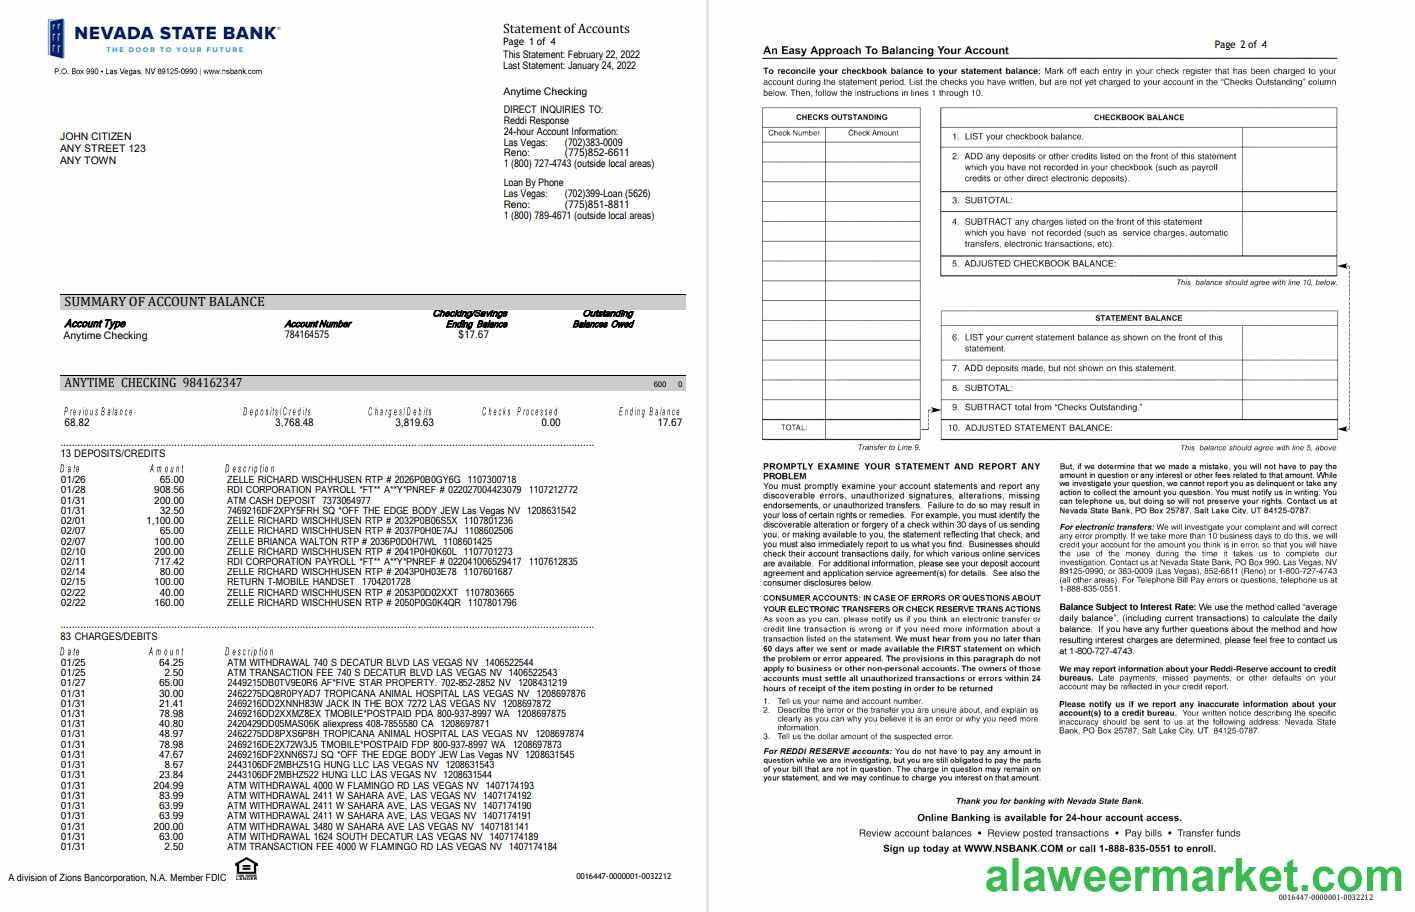 NEVADA STATE BANK
THE DOOR TO YOUR FUTURE
P.O. Box 990 • Las Vegas, NV 89125-0990 | www.nsbank.com
Statement of Accounts
Page 1 of 4
This Statement: February 22, 2022
Last Statement: January 24, 2022
Anytime Checking
DIRECT INQUIRIES TO:
Reddi Response
24-hour Account Information:
Las Vegas: (702)383-0009
Reno: (775)852-6611
1 (800) 727-4743 (outside local areas)
Loan By Phone
Las Vegas: (702)399-Loan (5626)
Reno: (775)851-8811
1 (800) 789-4671 (outside local areas)
JOHN CITIZEN
ANY STREET 123
ANY TOWN
SUMMARY OF ACCOUNT BALANCE
Account Type Account Number Checking/Savings Ending Balance Outstanding Balances Owed
Anytime Checking 784164575 $17.67
ANYTIME CHECKING 984162347 600 0
Previous Balance Deposits/Credits Charges/Debits Checks Processed Ending Balance
68.82 3,768.48 3,819.63 0.00 17.67
13 DEPOSITS/CREDITS
Date Amount Description
01/26 65.00 ZELLE RICHARD WISCHHUSEN RTP # 2026P0B0GY6G 1107300718
01/28 908.56 RDI CORPORATION PAYROLL *FT** A**Y*PNREF # 022027004423079 1107212772
01/31 200.00 ATM CASH DEPOSIT 7373064977
01/31 32.50 7469216DF2XPY5FRH SQ *OFF THE EDGE BODY JEW Las Vegas NV 1208631542
02/01 1,100.00 ZELLE RICHARD WISCHHUSEN RTP # 2032P0B06S5X 1107801236
02/07 65.00 ZELLE RICHARD WISCHHUSEN RTP # 2037P0H0E7AJ 1108602506
02/07 100.00 ZELLE BRIANCA WALTON RTP # 2036P0D0H7WL 1108601425
02/10 200.00 ZELLE RICHARD WISCHHUSEN RTP # 2041P0H0K60L 1107701273
02/11 717.42 RDI CORPORATION PAYROLL *FT** A**Y*PNREF # 022041006529417 1107612835
02/14 80.00 ZELLE RICHARD WISCHHUSEN RTP # 2043P0H03E78 1107601687
02/15 100.00 RETURN T-MOBILE HANDSET 1704201728
02/22 40.00 ZELLE RICHARD WISCHHUSEN RTP # 2053P0D02XXT 1107803665
02/22 160.00 ZELLE RICHARD WISCHHUSEN RTP # 2050P0G0K4QR 1107801796
83 CHARGES/DEBITS
Date Amount Description
01/25 64.25 ATM WITHDRAWAL 740 S DECATUR BLVD LAS VEGAS NV 1406522544
01/25 2.50 ATM TRANSACTION FEE 740 S DECATUR BLVD LAS VEGAS NV 1406522543
01/27 65.00 2449215DB0TV9E0R6 AF*FIVE STAR PROPERTY. 702-852-2852 NV 1208431219
01/31 30.00 2462275DQ8R0PYAD7 TROPICANA ANIMAL HOSPITAL LAS VEGAS NV 1208697876
01/31 21.41 2469216DD2XNNH83W JACK IN THE BOX 7272 LAS VEGAS NV 1208697872
01/31 78.98 2469216DD2XXMZ8EX TMOBILE*POSTPAID PDA 800-937-8997 WA 1208697875
01/31 40.80 2420429DD05MAS06K aliexpress 408-7855580 CA 1208697871
01/31 48.97 2462275DD8PXS6P8H TROPICANA ANIMAL HOSPITAL LAS VEGAS NV 1208697874
01/31 78.98 2469216DE2X72W3J5 TMOBILE*POSTPAID FDP 800-937-8997 WA 1208697873
01/31 47.67 2469216DF2XNN6S7J SQ *OFF THE EDGE BODY JEW Las Vegas NV 1208631545
01/31 8.67 2443106DF2MBHZ51G HUNG LLC LAS VEGAS NV 1208631543
01/31 23.84 2443106DF2MBHZ522 HUNG LLC LAS VEGAS NV 1208631544
01/31 204.99 ATM WITHDRAWAL 4000 W FLAMINGO RD LAS VEGAS NV 1407174193
01/31 83.99 ATM WITHDRAWAL 2411 W SAHARA AVE, LAS VEGAS NV 1407174192
01/31 63.99 ATM WITHDRAWAL 2411 W SAHARA AVE, LAS VEGAS NV 1407174190
01/31 63.99 ATM WITHDRAWAL 2411 W SAHARA AVE, LAS VEGAS NV 1407174191
01/31 200.00 ATM WITHDRAWAL 3480 W SAHARA AVE LAS VEGAS NV 1407181141
01/31 63.00 ATM WITHDRAWAL 1624 SOUTH DECATUR LAS VEGAS NV 1407174189
01/31 2.50 ATM TRANSACTION FEE 4000 W FLAMINGO RD LAS VEGAS NV 1407174184
A division of Zions Bancorporation, N.A. Member FDIC
0016447-0000001-0032212
Page 2 of 4
An Easy Approach To Balancing Your Account
To reconcile your checkbook balance to your statement balance: Mark off each entry in your check register that has been charged to your
account during the statement period. List the checks you have written, but are not yet charged to your account in the "Checks Outstanding" column
below. Then, follow the instructions in lines 1 through 10.
CHECKS OUTSTANDING
Check Number Check Amount
TOTAL:
Transfer to Line 9.
CHECKBOOK BALANCE
1. LIST your checkbook balance.
2. ADD any deposits or other credits listed on the front of this statement
which you have not recorded in your checkbook (such as payroll
credits or other direct electronic deposits).
3. SUBTOTAL:
4. SUBTRACT any charges listed on the front of this statement
which you have not recorded (such as service charges, automatic
transfers, electronic transactions, etc).
5. ADJUSTED CHECKBOOK BALANCE:
This balance should agree with line 10, below.
STATEMENT BALANCE
6. LIST your current statement balance as shown on the front of this
statement.
7. ADD deposits made, but not shown on this statement.
8. SUBTOTAL:
9. SUBTRACT total from "Checks Outstanding."
10. ADJUSTED STATEMENT BALANCE:
This balance should agree with line 5, above
PROMPTLY EXAMINE YOUR STATEMENT AND REPORT ANY
PROBLEM
You must promptly examine your account statements and report any
discoverable errors, unauthorized signatures, alterations, missing
endorsements, or unauthorized transfers. Failure to do so may result in
your loss of certain rights or remedies. For example, you must identify the
discoverable alteration or forgery of a check within 30 days of us sending
you, or making available to you, the statement reflecting that check, and
you must also immediately report to us what you find. Businesses should
check their account transactions daily, for which various online services
are available. For additional information, please see your deposit account
agreement and application service agreement(s) for details. See also the
consumer disclosures below.
CONSUMER ACCOUNTS: IN CASE OF ERRORS OR QUESTIONS ABOUT
YOUR ELECTRONIC TRANSFERS OR CHECK RESERVE TRANS ACTIONS
As soon as you can, please notify us if you think an electronic transfer or
credit line transaction is wrong or if you need more information about a
transaction listed on the statement. We must hear from you no later than
60 days after we sent or made available the FIRST statement on which
the problem or error appeared. The provisions in this paragraph do not
apply to business or other non-personal accounts. The owners of those
accounts must settle all unauthorized transactions or errors within 24
hours of receipt of the item posting in order to be returned
1. Tell us your name and account number.
2. Describe the error or the transfer you are unsure about, and explain as
clearly as you can why you believe it is an error or why you need more
information.
3. Tell us the dollar amount of the suspected error.
For REDDI RESERVE accounts: You do not have to pay any amount in
question while we are investigating, but you are still obligated to pay the parts
of your bill that are not in question. The charge in question may remain on
your statement, and we may continue to charge you interest on that amount.
But, if we determine that we made a mistake, you will not have to pay the
amount in question or any interest or other fees related to that amount. While
we investigate your question, we cannot report you as delinquent or take any
action to collect the amount you question. You must notify us in writing. You
can telephone us, but doing so will not preserve your rights. Contact us at
Nevada State Bank, PO Box 25787, Salt Lake City, UT 84125-0787.
For electronic transfers: We will investigate your complaint and will correct
any error promptly. If we take more than 10 business days to do this, we will
credit your account for the amount you think is in error, so that you will have
the use of the money during the time it takes us to complete our
investigation. Contact us at Nevada State Bank, PO Box 990, Las Vegas, NV
89125-0990, or 383-0009 (Las Vegas), 852-6611 (Reno) or 1-800-727-4743
(all other areas). For Telephone Bill Pay errors or questions, telephone us at
1-888-835-0551.
Balance Subject to Interest Rate: We use the method called "average
daily balance", (including current transactions) to calculate the daily
balance. If you have any further questions about the method and how
resulting interest charges are determined, please feel free to contact us
at 1-800-727-4743.
We may report information about your Reddi-Reserve account to credit
bureaus. Late payments, missed payments, or other defaults on your
account may be reflected in your credit report.
Please notify us if we report any inaccurate information about your
account(s) to a credit bureau. Your written notice describing the specific
inaccuracy should be sent to us at the following address: Nevada State
Bank, PO Box 25787, Salt Lake City, UT 84125-0787.
Thank you for banking with Nevada State Bank.
Online Banking is available for 24-hour account access.
Review account balances • Review posted transactions • Pay bills • Transfer funds
Sign up today at WWW.NSBANK.COM or call 1-888-835-0551 to enroll.
alaweermarket.com
0016447-0000001-0032212